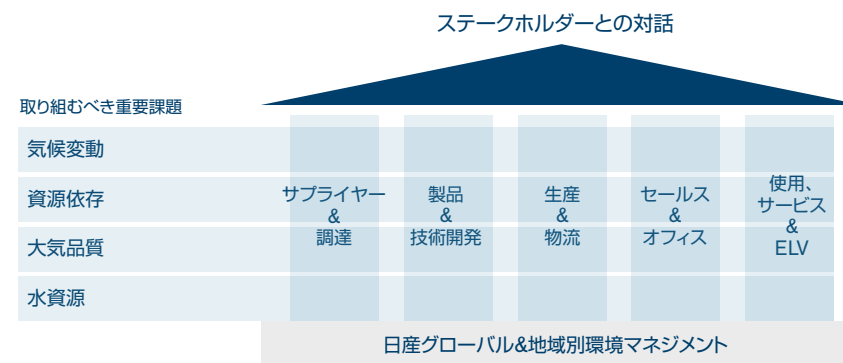 ステークホルダーとの対話
取り組むべき重要課題
気候変動
資源依存
大気品質
水資源
サプライヤー
&
調達
製品
&
技術開発
生産
&
物流
セールス
&
オフィス
使用、
サービス
&
ELV
日産グローバル&地域別環境マネジメント